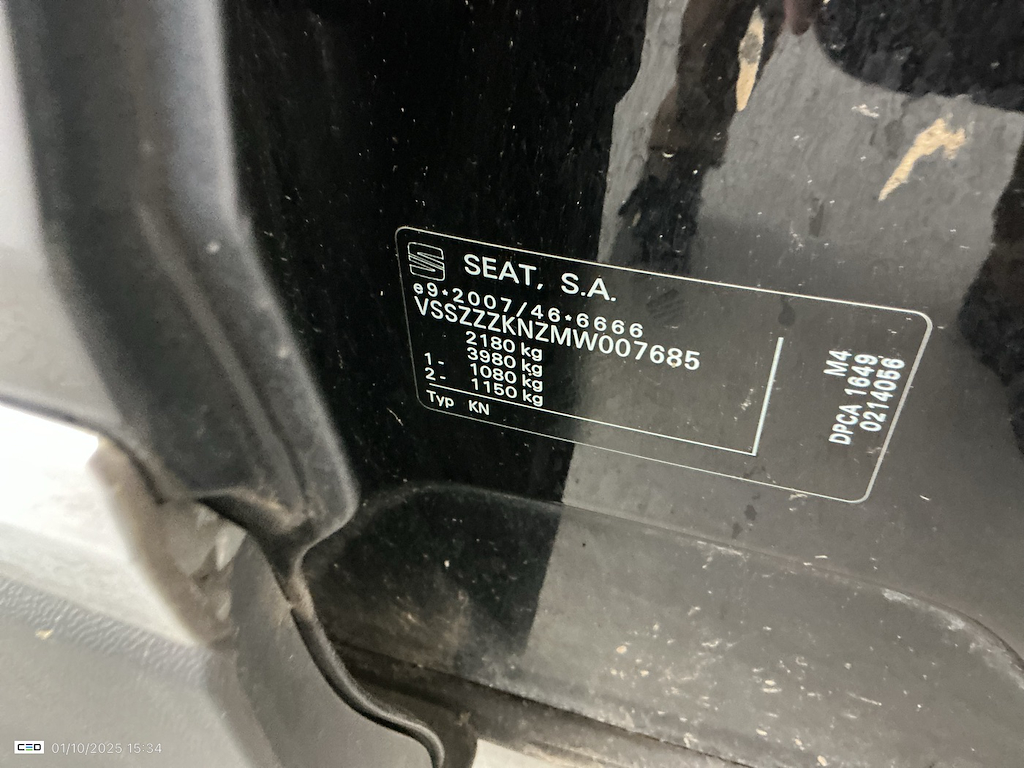 SEAT, S.A.
e9*2007/46*6666
VSSZZZKNZMW007685
2180 kg
3980 kg
1- 1080 kg
2- 1150 kg
Typ KN
M4
DPCA 1649
0214056
CEO 01/10/2025 15:34